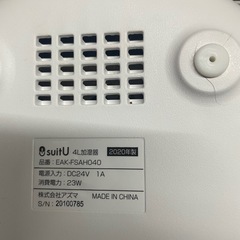 suitU 4L加湿器 2020年製
品番：EAK-FSAH040
電源入力：DC24V 1A
消費電力：23W
株式会社アズマ MADE IN CHINA
S/N：20100785